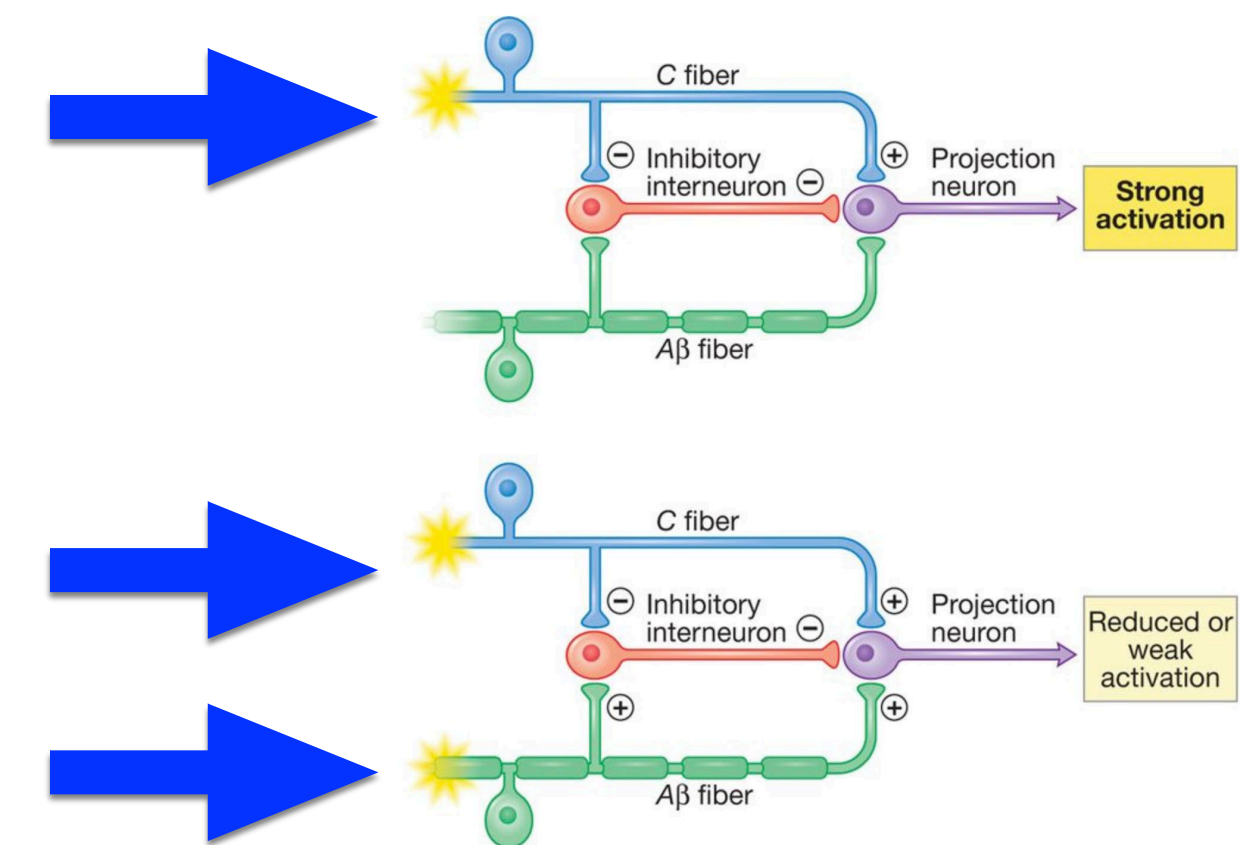 C fiber
− Inhibitory
interneuron −
+ Projection
neuron
Strong
activation
Aβ fiber
C fiber
− Inhibitory
interneuron −
+ Projection
neuron
Reduced or
weak
activation
+
+
Aβ fiber